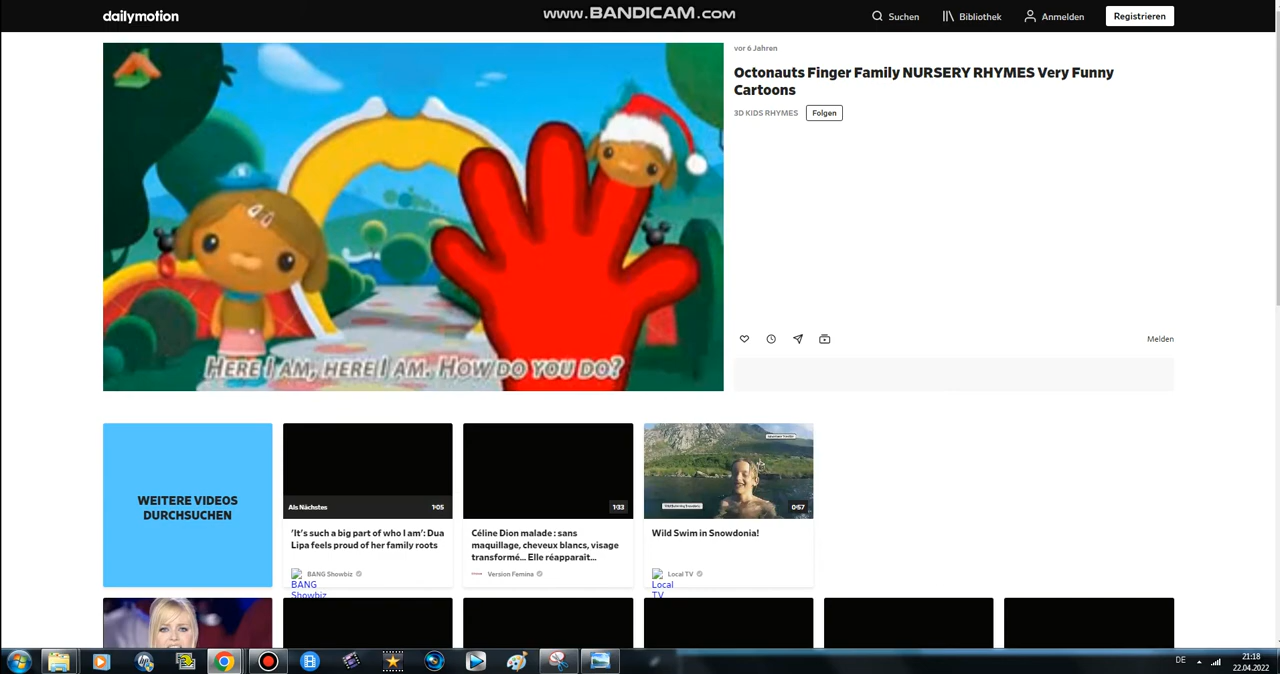 dailymotion
www.BANDICAM.com
Suchen
Bibliothek
Anmelden
Registrieren
vor 6 Jahren
Octonauts Finger Family NURSERY RHYMES Very Funny
Cartoons
3D KIDS RHYMES
Folgen
HERE I AM, HERE I AM. HOW DO YOU DO?
Melden
WEITERE VIDEOS
DURCHSUCHEN
Als Nächstes
1:05
'It's such a big part of who I am': Dua
Lipa feels proud of her family roots
BANG Showbiz
BANG
Showbiz
1:33
Céline Dion malade : sans
maquillage, cheveux blancs, visage
transformé... Elle réapparait...
Version Femina
0:57
Wild Swim in Snowdonia!
Local TV
Local
TV
DE
21:18
22.04.2022